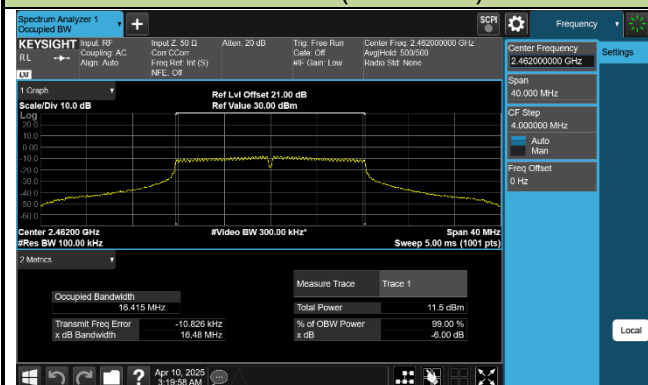 Spectrum Analyzer 1
Occupied BW
SCPI
Frequency
KEYSIGHT
RL
LXI
Input: RF
Coupling: AC
Align: Auto
Input Z: 50 Ω
Corr CCorr
Freq Ref: Int (S)
NFE: Off
Atten: 20 dB
Trig: Free Run
Gate: Off
#IF Gain: Low
Center Freq: 2.462000000 GHz
Avg|Hold: 500/500
Radio Std: None
Center Frequency
2.462000000 GHz
Settings
Span
40.000 MHz
CF Step
4.000000 MHz
Auto
Man
Freq Offset
0 Hz
Local
1 Graph
Scale/Div 10.0 dB
Ref Lvl Offset 21.00 dB
Ref Value 30.00 dBm
Log
20.0
10.0
0.00
-10.0
-20.0
-30.0
-40.0
-50.0
-60.0
Center 2.46200 GHz
#Video BW 300.00 kHz*
Span 40 MHz
#Res BW 100.00 kHz
Sweep 5.00 ms (1001 pts)
2 Metrics
Measure Trace Trace 1
Occupied Bandwidth
16.415 MHz
Total Power 11.5 dBm
Transmit Freq Error -10.826 kHz
% of OBW Power 99.00 %
x dB Bandwidth 16.48 MHz
x dB -6.00 dB
Apr 10, 2025
3:19:58 AM